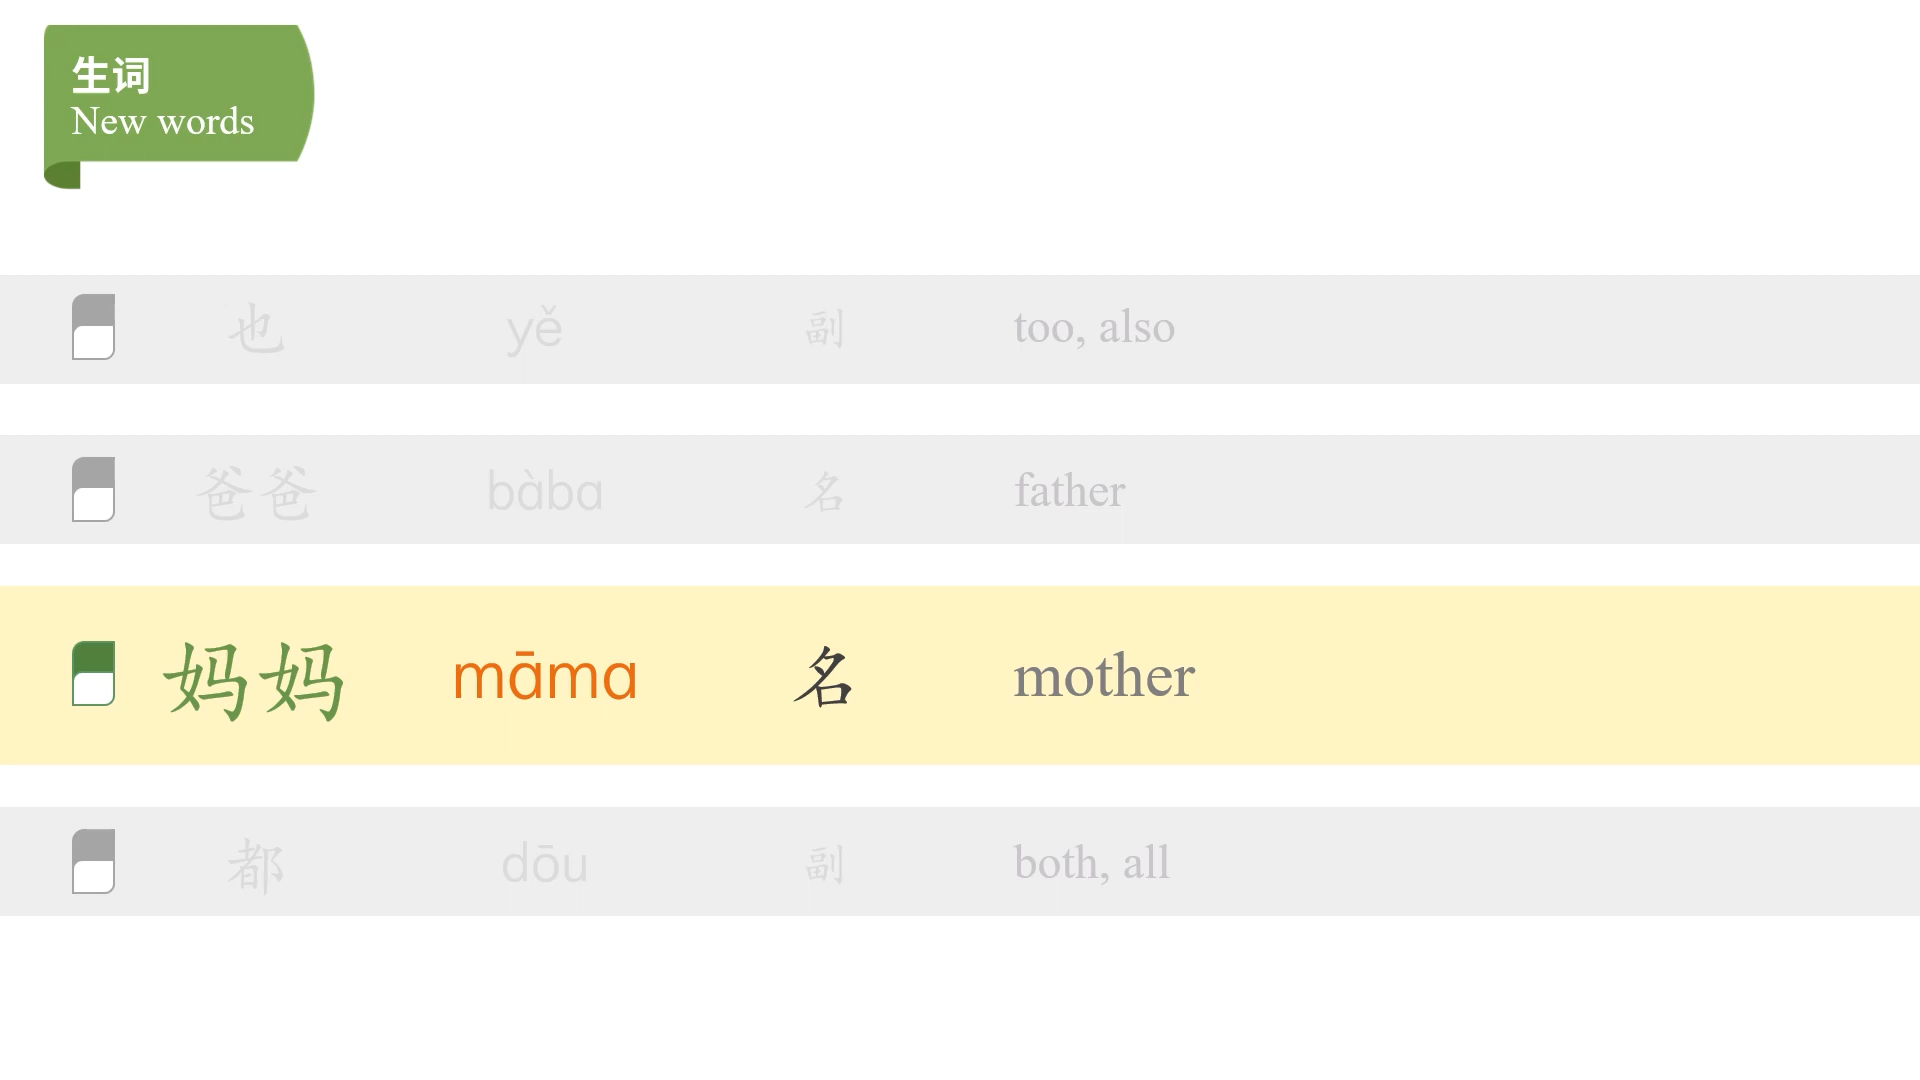 生词
New words
也 yě 副 too, also
爸爸 bàba 名 father
妈妈 māma 名 mother
都 dōu 副 both, all